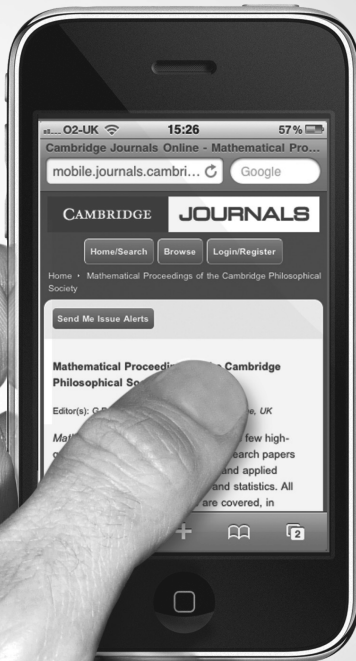 O2-UK 15:26 57%
Cambridge Journals Online - Mathematical Pro...
mobile.journals.cambri... Google
CAMBRIDGE JOURNALS
Home/Search Browse Login/Register
Home › Mathematical Proceedings of the Cambridge Philosophical
Society
Send Me Issue Alerts
Mathematical Cambridge
Philosophical
Editor(s): UK
few high-
earch papers
and applied
and statistics. All
are covered, in
2